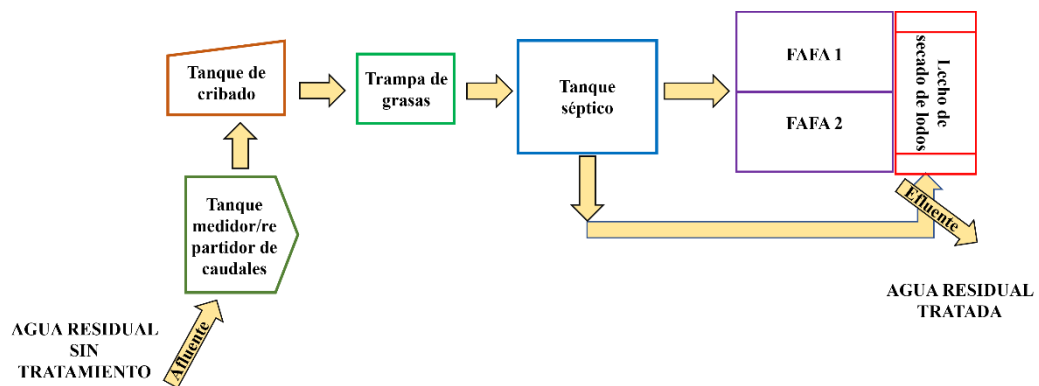 Tanque de
cribado
Trampa de
grasas
Tanque
séptico
FAFA 1
FAFA 2
Lecho de
secado de lodos
Tanque
medidor/re
partidor de
caudales
Afluente
AGUA RESIDUAL
SIN
TRATAMIENTO
Efluente
AGUA RESIDUAL
TRATADA